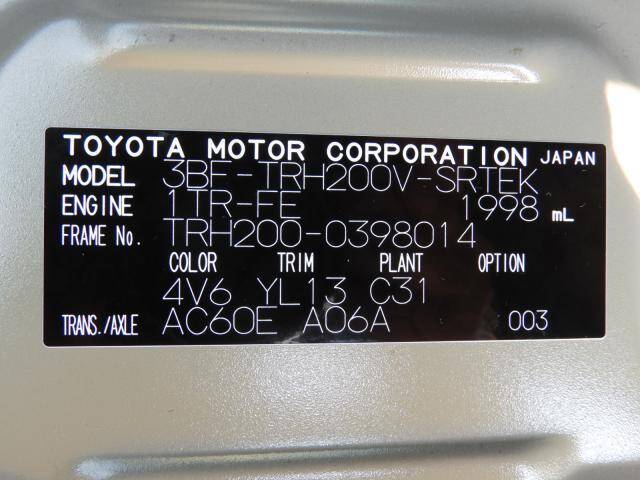 TOYOTA MOTOR CORPORATION JAPAN
MODEL 3BF-TRH200V-SRTEK
ENGINE 1TR-FE 1998 mL
FRAME No. TRH200-0398014
COLOR TRIM PLANT OPTION
4V6 YL13 C31
TRANS./AXLE AC60E A06A 003